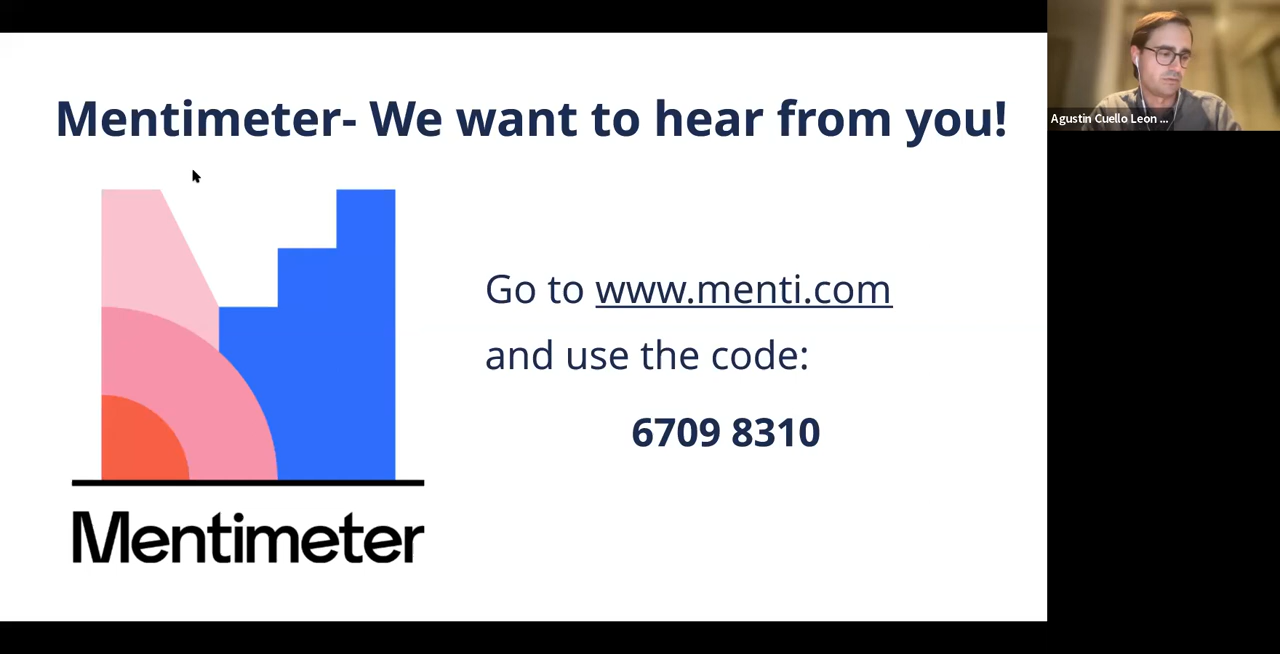 Mentimeter- We want to hear from you!
Go to www.menti.com
and use the code:
6709 8310
Mentimeter
Agustin Cuello Leon ...